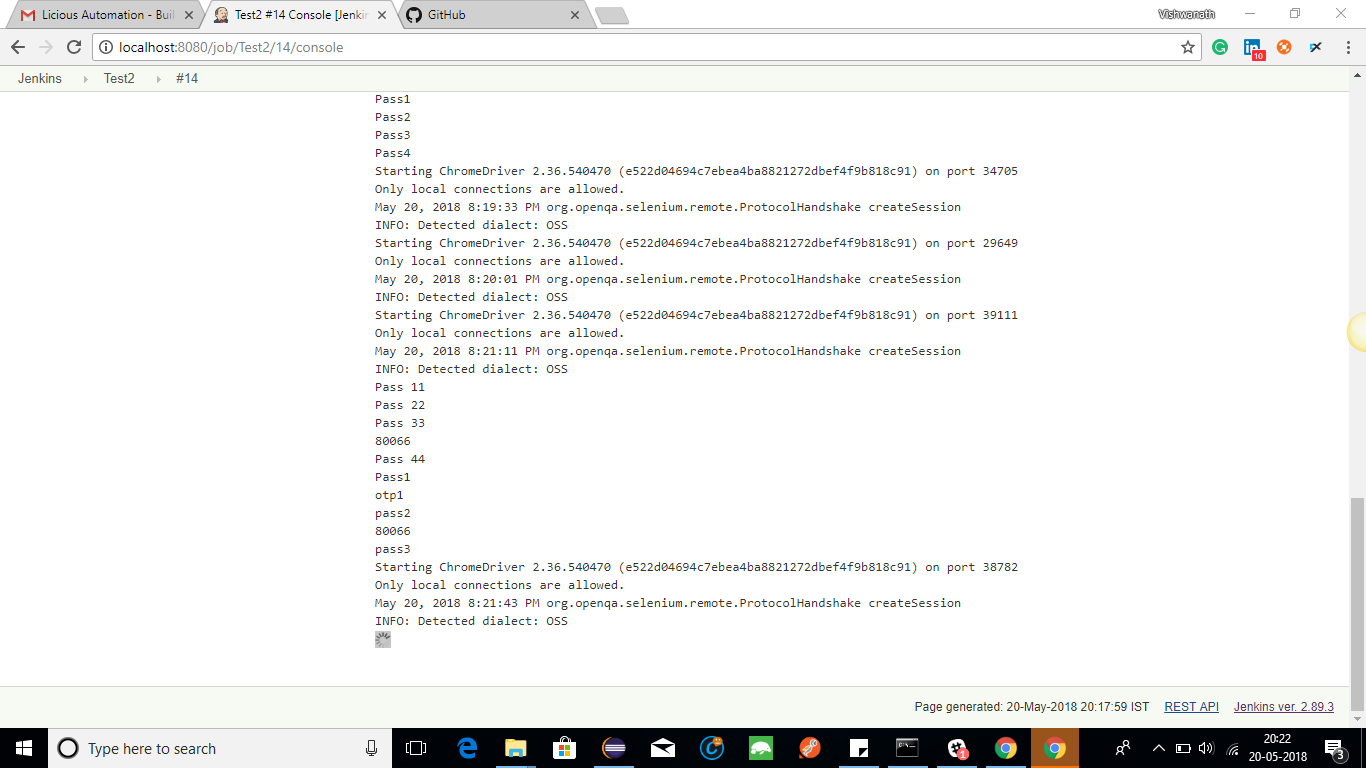 Licious Automation - Buil
Test2 #14 Console [Jenkin
GitHub
Vishwanath
localhost:8080/job/Test2/14/console
in
10
Jenkins
Test2
#14
Pass1
Pass2
Pass3
Pass4
Starting ChromeDriver 2.36.540470 (e522d04694c7ebea4ba8821272dbef4f9b818c91) on port 34705
Only local connections are allowed.
May 20, 2018 8:19:33 PM org.openqa.selenium.remote.ProtocolHandshake createSession
INFO: Detected dialect: OSS
Starting ChromeDriver 2.36.540470 (e522d04694c7ebea4ba8821272dbef4f9b818c91) on port 29649
Only local connections are allowed.
May 20, 2018 8:20:01 PM org.openqa.selenium.remote.ProtocolHandshake createSession
INFO: Detected dialect: OSS
Starting ChromeDriver 2.36.540470 (e522d04694c7ebea4ba8821272dbef4f9b818c91) on port 39111
Only local connections are allowed.
May 20, 2018 8:21:11 PM org.openqa.selenium.remote.ProtocolHandshake createSession
INFO: Detected dialect: OSS
Pass 11
Pass 22
Pass 33
80066
Pass 44
Pass1
otp1
pass2
80066
pass3
Starting ChromeDriver 2.36.540470 (e522d04694c7ebea4ba8821272dbef4f9b818c91) on port 38782
Only local connections are allowed.
May 20, 2018 8:21:43 PM org.openqa.selenium.remote.ProtocolHandshake createSession
INFO: Detected dialect: OSS
Page generated: 20-May-2018 20:17:59 IST REST API Jenkins ver. 2.89.3
Type here to search
1
20:22
20-05-2018
3